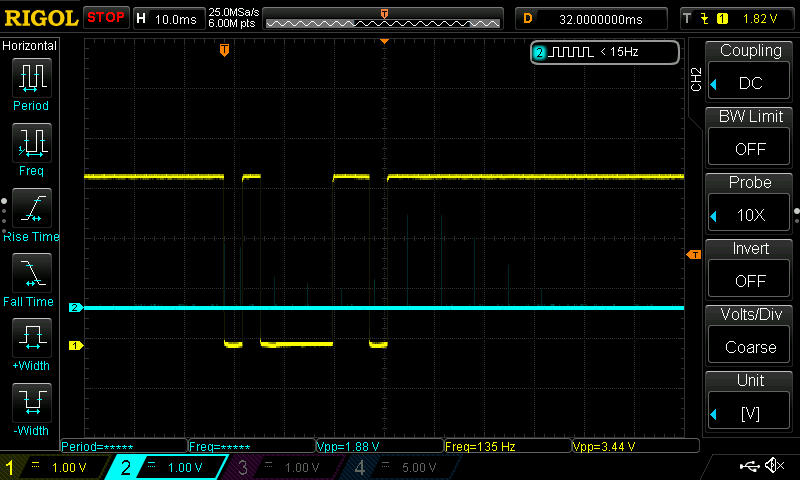 RIGOL STOP H 10.0ms 25.0MSa/s 6.00M pts T D 32.0000000ms T 1 1.82 V
Horizontal
Period
Freq
Rise Time
Fall Time
+Width
-Width
T
2 < 15Hz
T
2
1
CH2
Coupling
DC
BW Limit
OFF
Probe
10X
Invert
OFF
Volts/Div
Coarse
Unit
[V]
Period=***** Freq=***** Vpp=1.88 V Freq=135 Hz Vpp=3.44 V
1 1.00 V 2 1.00 V 3 1.00 V 4 5.00 V